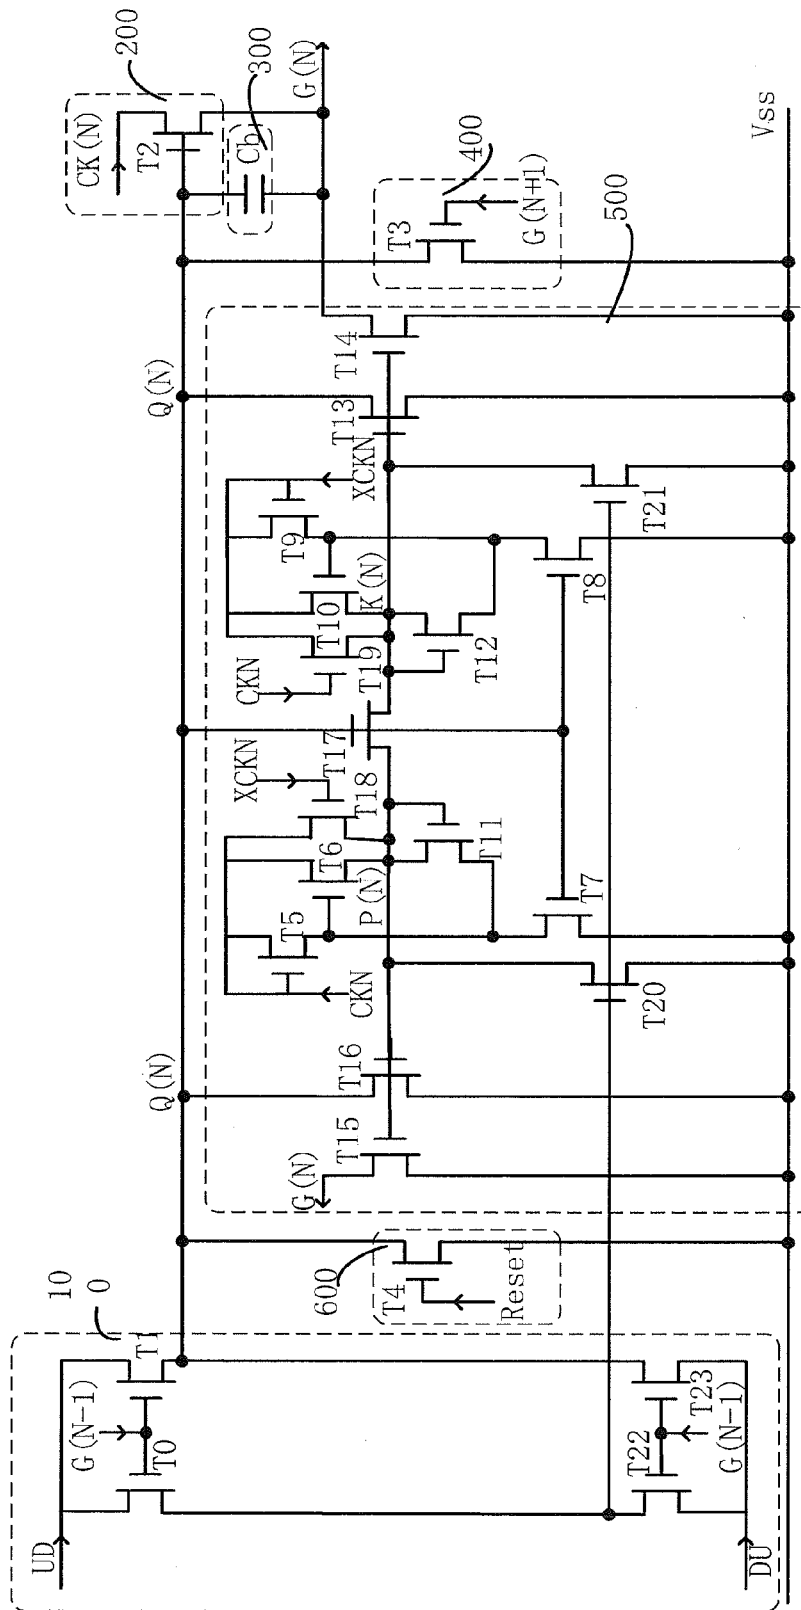 UD
G(N-1)
T0
T1
10
0
T22
T23
G(N-1)
DU
600
T4
Reset
G(N)
T15
T16
Q(N)
CKN
T5
P(N)
T6
T18
XCKN
T11
T7
T20
T17
CKN
T19
T10
K(N)
T9
XCKN
T12
T8
T21
Q(N)
T13
T14
500
T3
G(N+1)
400
CK(N)
T2
200
Cb
300
G(N)
Vss